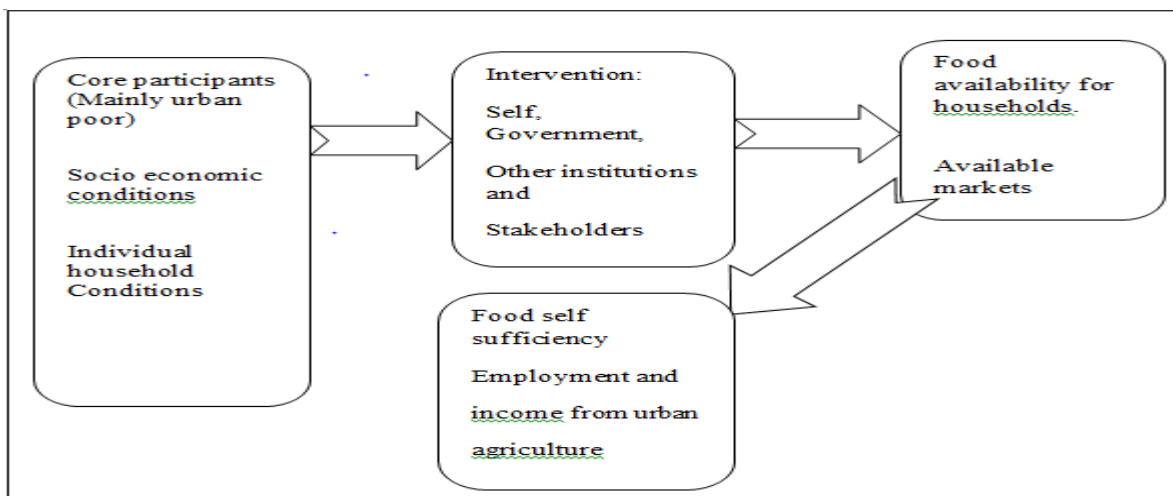 Core participants
(Mainly urban
poor)
Socio economic
conditions
Individual
household
Conditions
Intervention:
Self,
Government,
Other institutions
and
Stakeholders
Food
availability for
households.
Available
markets
Food self
sufficiency
Employment and
income from urban
agriculture